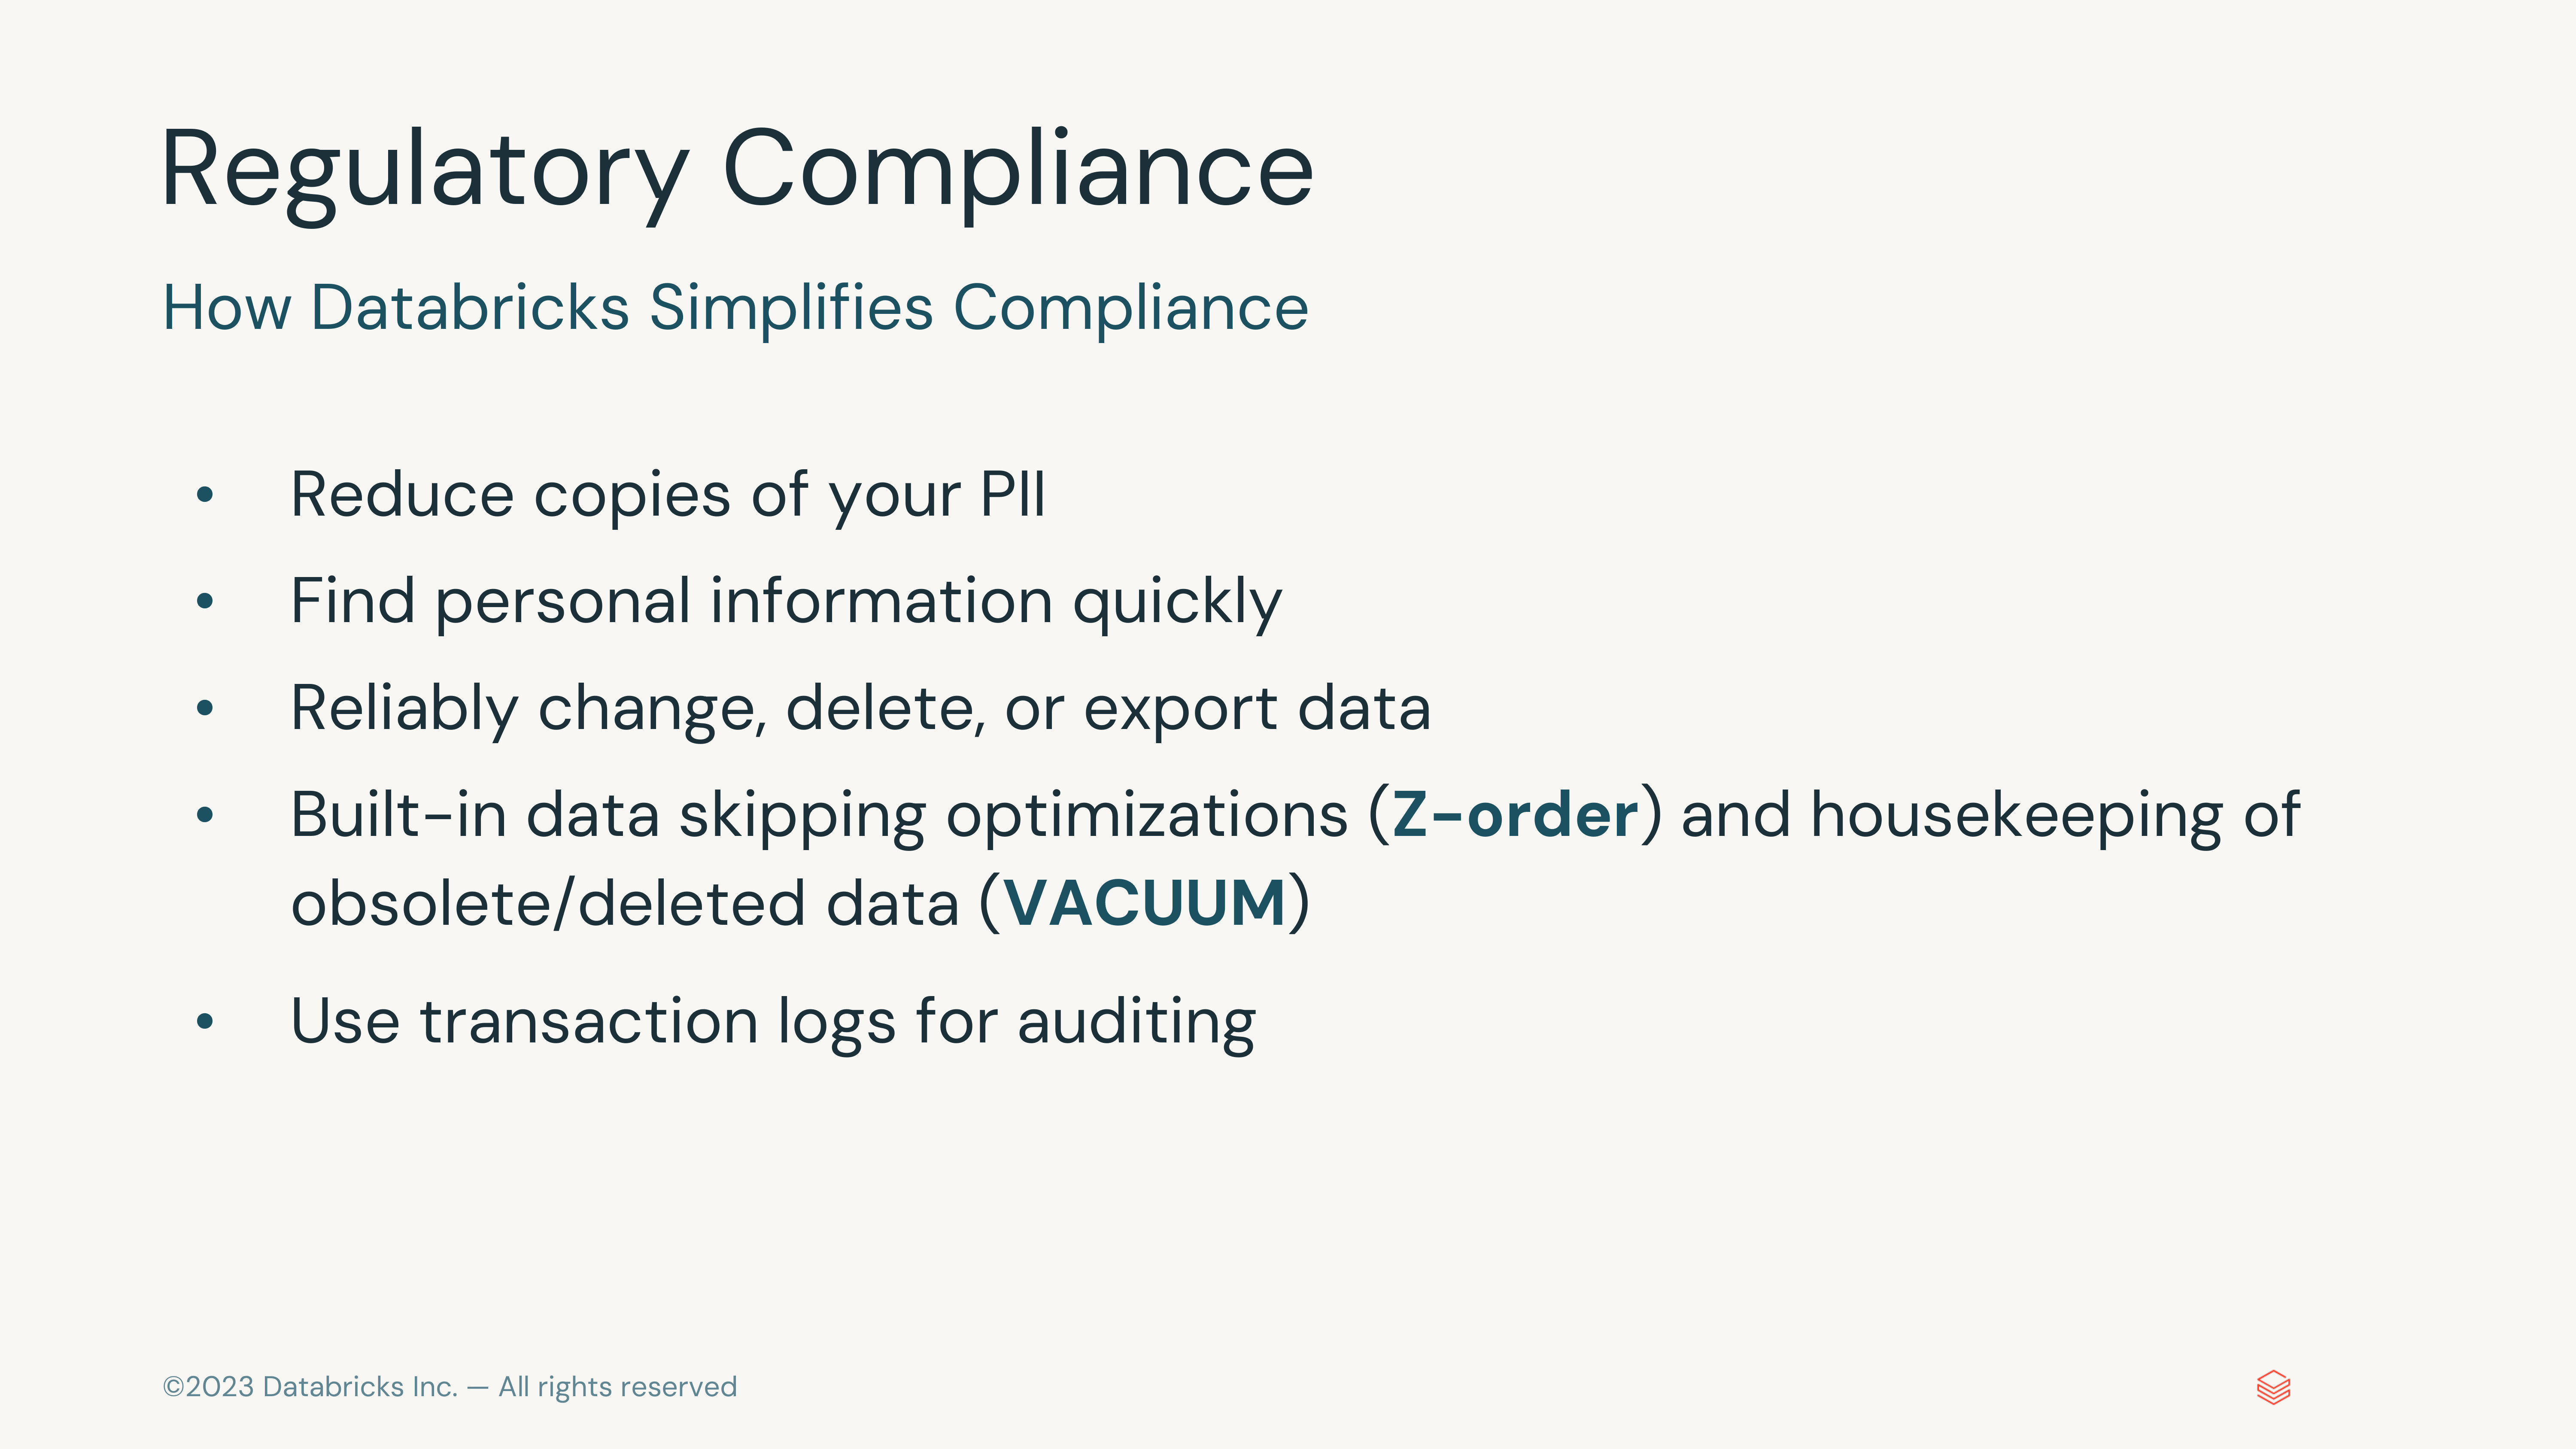 Regulatory Compliance
How Databricks Simplifies Compliance
• Reduce copies of your PII
• Find personal information quickly
• Reliably change, delete, or export data
• Built-in data skipping optimizations (Z-order) and housekeeping of
obsolete/deleted data (VACUUM)
• Use transaction logs for auditing
©2023 Databricks Inc. — All rights reserved